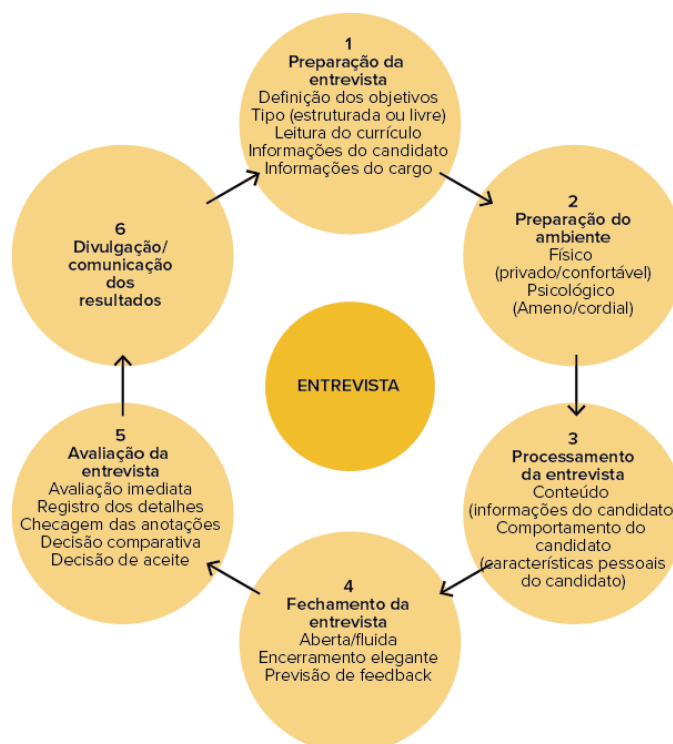 1
Preparação da
entrevista
Definição dos objetivos
Tipo (estruturada ou livre)
Leitura do currículo
Informações do candidato
Informações do cargo
2
Preparação do
ambiente
Físico
(privado/confortável)
Psicológico
(Ameno/cordial)
3
Processamento
da entrevista
Conteúdo
(informações do candidato)
Comportamento do
candidato
(características pessoais
do candidato)
4
Fechamento da
entrevista
Aberta/fluida
Encerramento elegante
Previsão de feedback
5
Avaliação da
entrevista
Avaliação imediata
Registro dos detalhes
Checagem das anotações
Decisão comparativa
Decisão de aceite
6
Divulgação/
comunicação
dos
resultados
ENTREVISTA